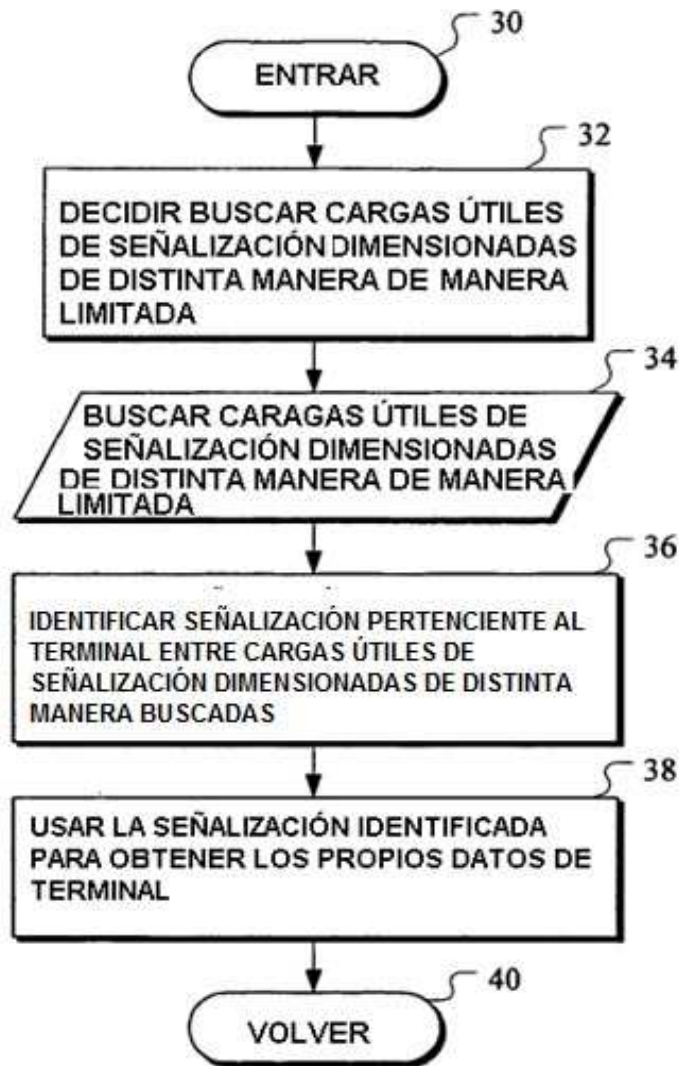 30
ENTRAR
32
DECIDIR BUSCAR CARGAS ÚTILES
DE SEÑALIZACIÓN DIMENSIONADAS
DE DISTINTA MANERA DE MANERA
LIMITADA
34
BUSCAR CARAGAS ÚTILES DE
SEÑALIZACIÓN DIMENSIONADAS
DE DISTINTA MANERA DE MANERA
LIMITADA
36
IDENTIFICAR SEÑALIZACIÓN PERTENCIENTE AL
TERMINAL ENTRE CARGAS ÚTILES DE
SEÑALIZACIÓN DIMENSIONADAS DE DISTINTA
MANERA BUSCADAS
38
USAR LA SEÑALIZACIÓN IDENTIFICADA
PARA OBTENER LOS PROPIOS DATOS DE
TERMINAL
40
VOLVER